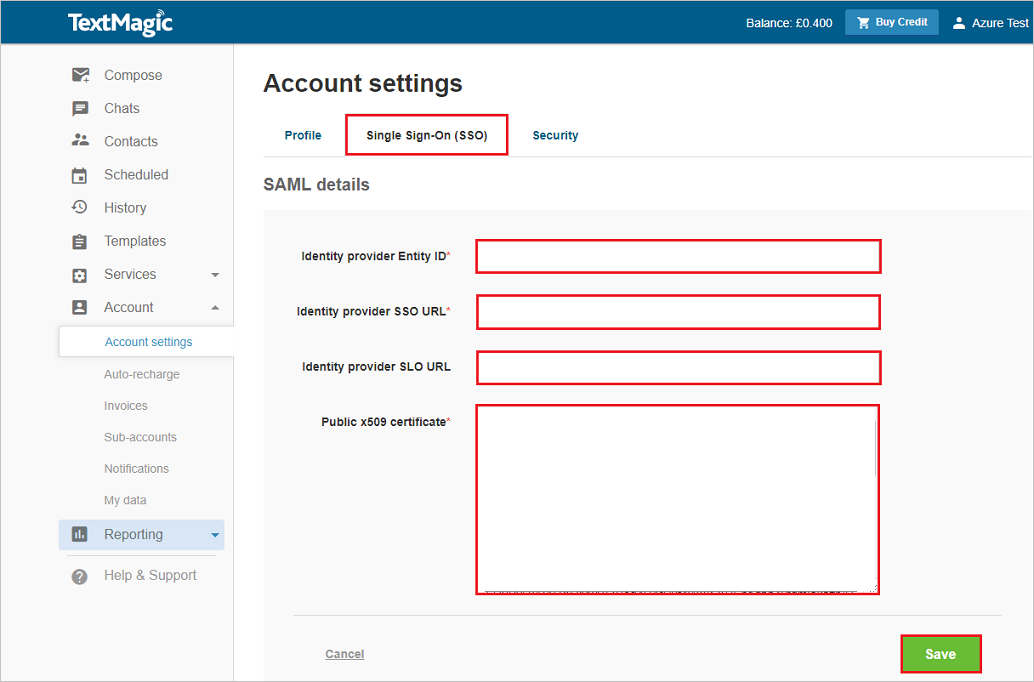 TextMagic
Balance: £0.400
Buy Credit
Azure Test
Compose
Chats
Contacts
Scheduled
History
Templates
Services
Account
Account settings
Auto-recharge
Invoices
Sub-accounts
Notifications
My data
Reporting
Help & Support
Account settings
Profile
Single Sign-On (SSO)
Security
SAML details
Identity provider Entity ID*
Identity provider SSO URL*
Identity provider SLO URL
Public x509 certificate*
Cancel
Save